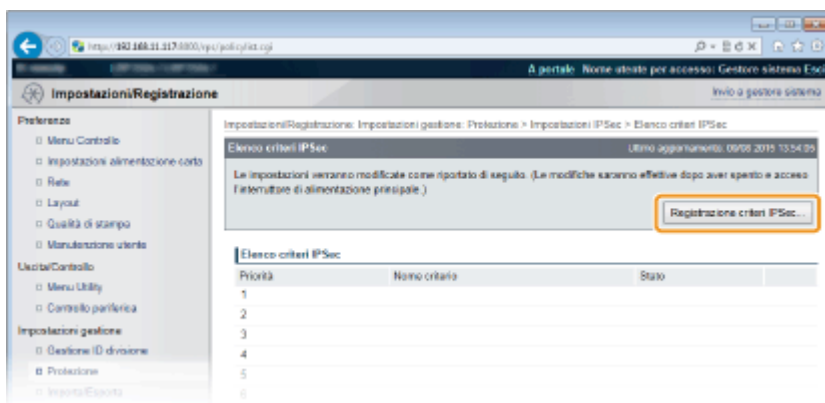 http://192.168.11.117:8000/rps/policylist.cgi
A portale Nome utente per accesso: Gestore sistema Esci
Impostazioni/Registrazione
Invio a gestore sistema
Preferenze
Menu Controllo
Impostazioni alimentazione carta
Rete
Layout
Qualità di stampa
Manutenzione utente
Uscita/Controllo
Menu Utility
Controllo periferica
Impostazioni gestione
Gestione ID divisione
Protezione
Importa/Esporta
Impostazioni/Registrazione: Impostazioni gestione: Protezione > Impostazioni IPSec > Elenco criteri IPSec
Elenco criteri IPSec
Ultimo aggiornamento: 09/08 2015 13:54:05
Le impostazioni verranno modificate come riportato di seguito. (Le modifiche saranno effettive dopo aver spento e acceso
l'interruttore di alimentazione principale.)
Registrazione criteri IPSec...
Elenco criteri IPSec
Priorità Nome criterio Stato
1
2
3
4
5
6